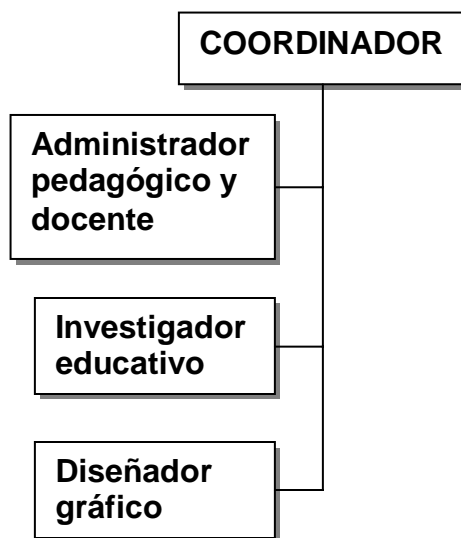 COORDINADOR
Administrador
pedagógico y
docente
Investigador
educativo
Diseñador
gráfico